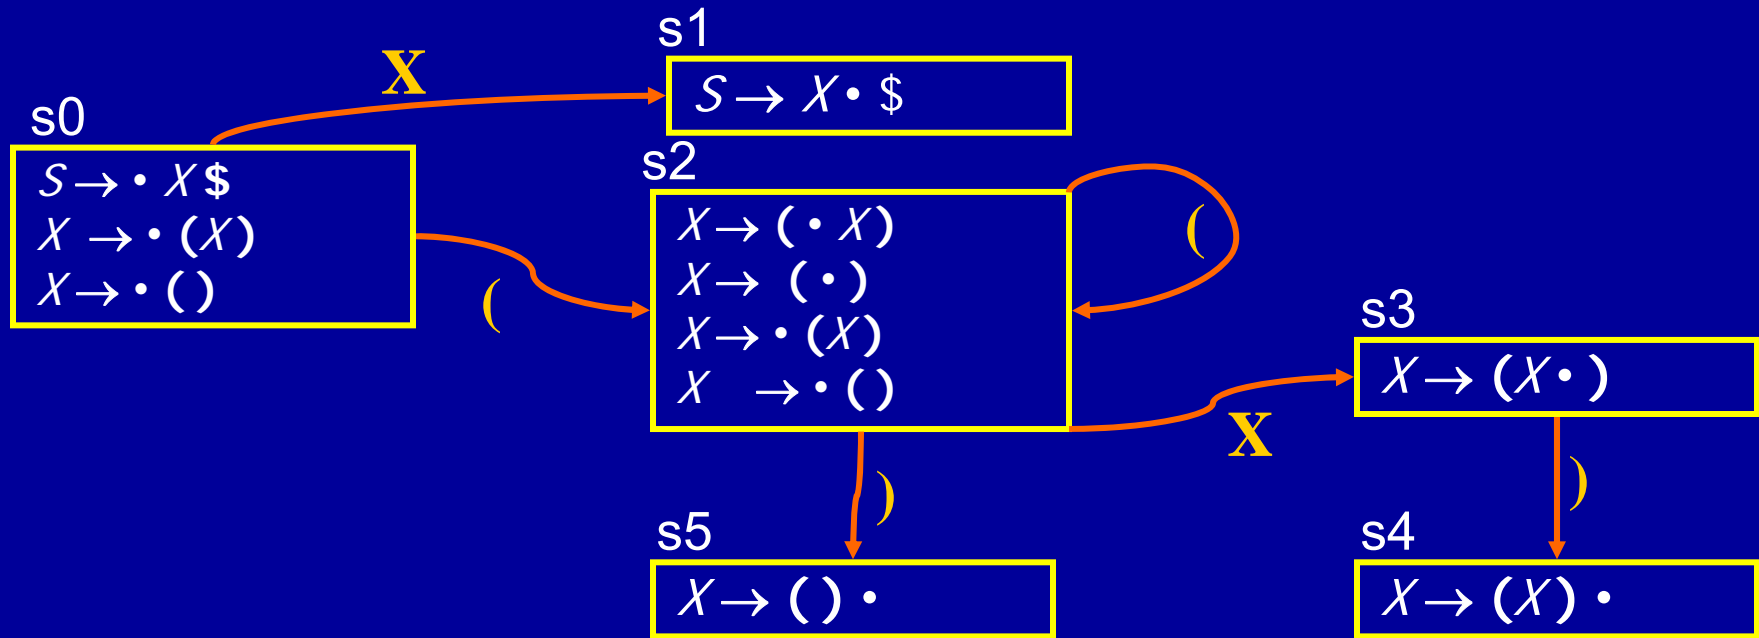 s0
S → • X $
X → • ( X )
X → • ( )
X
s1
S → X • $
(
s2
X → ( • X )
X → ( • )
X → • ( X )
X → • ( )
(
X
s3
X → ( X • )
)
s5
X → ( ) •
)
s4
X → ( X ) •